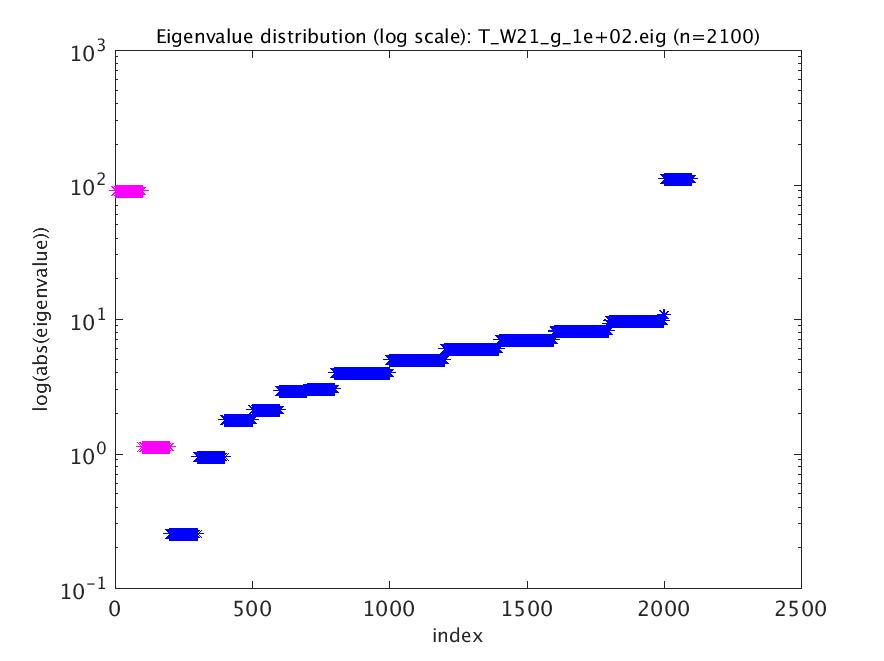 Eigenvalue distribution (log scale): T_W21_g_1e+02.eig (n=2100)
10^3
10^2
10^1
10^0
10^-1
log(abs(eigenvalue))
0 500 1000 1500 2000 2500
index